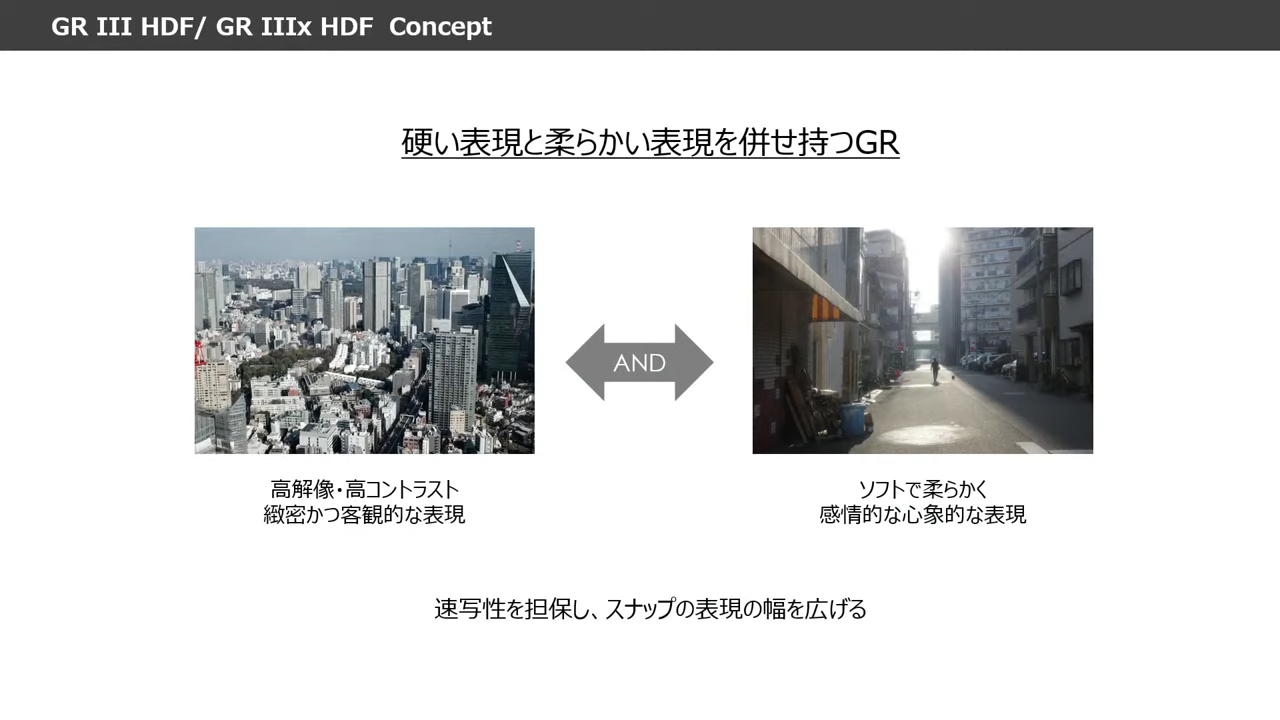 GR III HDF/ GR IIIx HDF Concept
硬い表現と柔らかい表現を併せ持つGR
AND
高解像・高コントラスト
緻密かつ客観的な表現
ソフトで柔らかく
感情的な心象的な表現
速写性を担保し、スナップの表現の幅を広げる